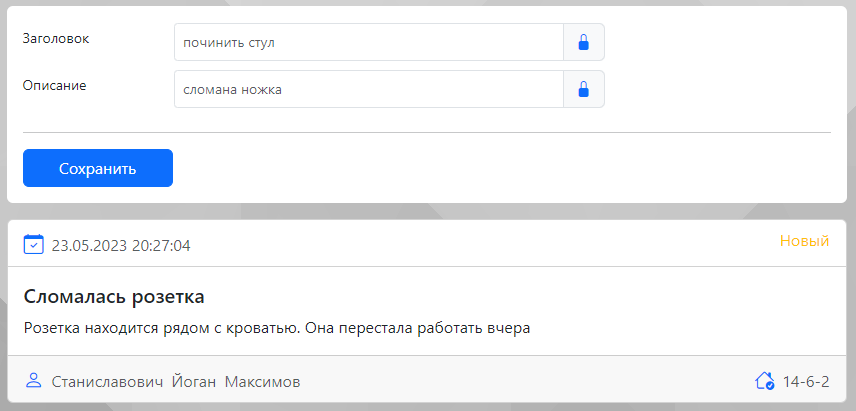 Заголовок
починить стул
Описание
сломана ножка
Сохранить
23.05.2023 20:27:04
Новый
Сломалась розетка
Розетка находится рядом с кроватью. Она перестала работать вчера
Станиславович Йоган Максимов
14-6-2